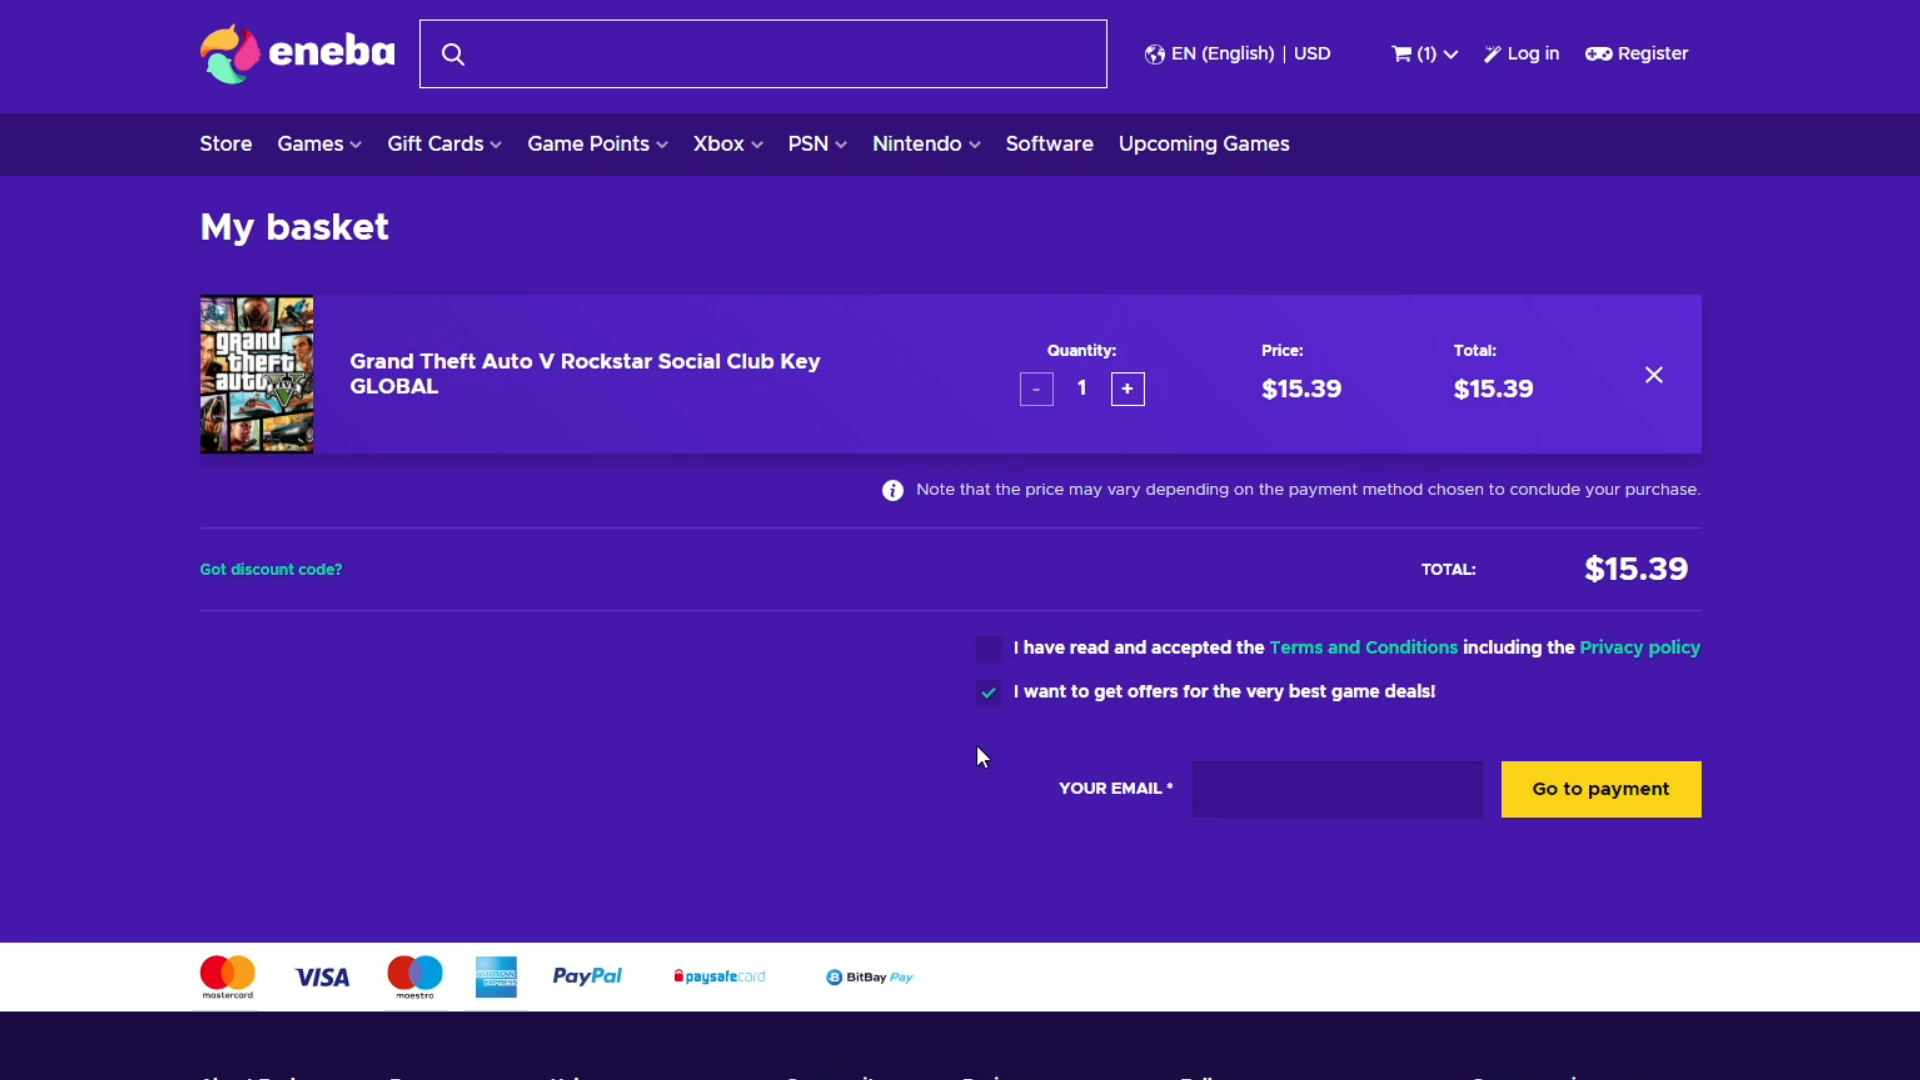 eneba
EN (English) | USD
(1)
Log in
Register
Store
Games
Gift Cards
Game Points
Xbox
PSN
Nintendo
Software
Upcoming Games
My basket
grand
theft
auto
Grand Theft Auto V Rockstar Social Club Key
GLOBAL
Quantity:
- 1 +
Price:
$15.39
Total:
$15.39
Note that the price may vary depending on the payment method chosen to conclude your purchase.
Got discount code?
TOTAL:
$15.39
I have read and accepted the Terms and Conditions including the Privacy policy
I want to get offers for the very best game deals!
YOUR EMAIL *
Go to payment
mastercard
VISA
maestro
AMERICAN
EXPRESS
PayPal
paysafecard
BitBay Pay